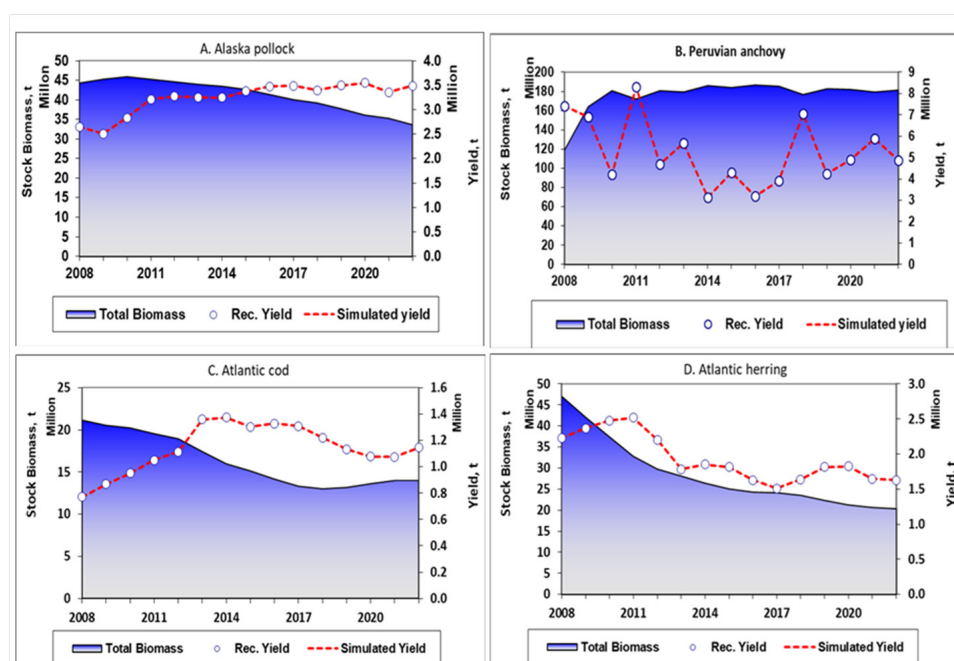 A. Alaska pollock
Stock Biomass, t
Million
50
45
40
35
30
25
20
15
10
5
0
4.0
3.5
3.0
2.5
2.0
1.5
1.0
0.5
0.0
Million
Yield, t
2008 2011 2014 2017 2020
Total Biomass Rec. Yield Simulated yield
B. Peruvian anchovy
Stock Biomass, t
Million
200
180
160
140
120
100
80
60
40
20
0
9
8
7
6
5
4
3
2
1
0
Million
Yield, t
2008 2011 2014 2017 2020
Total Biomass Rec. Yield Simulated yield
C. Atlantic cod
Stock Biomass, t
Million
25
20
15
10
5
0
1.6
1.4
1.2
1.0
0.8
0.6
0.4
0.2
0.0
Million
Yield, t
2008 2011 2014 2017 2020
Total Biomass Rec. Yield Simulated Yield
D. Atlantic herring
Stock Biomass, t
Million
50
45
40
35
30
25
20
15
10
5
0
3.0
2.5
2.0
1.5
1.0
0.5
0.0
Million
Yield, t
2008 2011 2014 2017 2020
Total Biomass Rec. Yield Simulated Yield